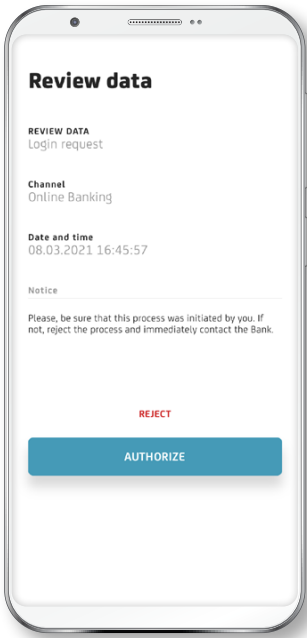 Review data
REVIEW DATA
Login request
Channel
Online Banking
Date and time
08.03.2021 16:45:57
Notice
Please, be sure that this process was initiated by you. If
not, reject the process and immediately contact the Bank.
REJECT
AUTHORIZE